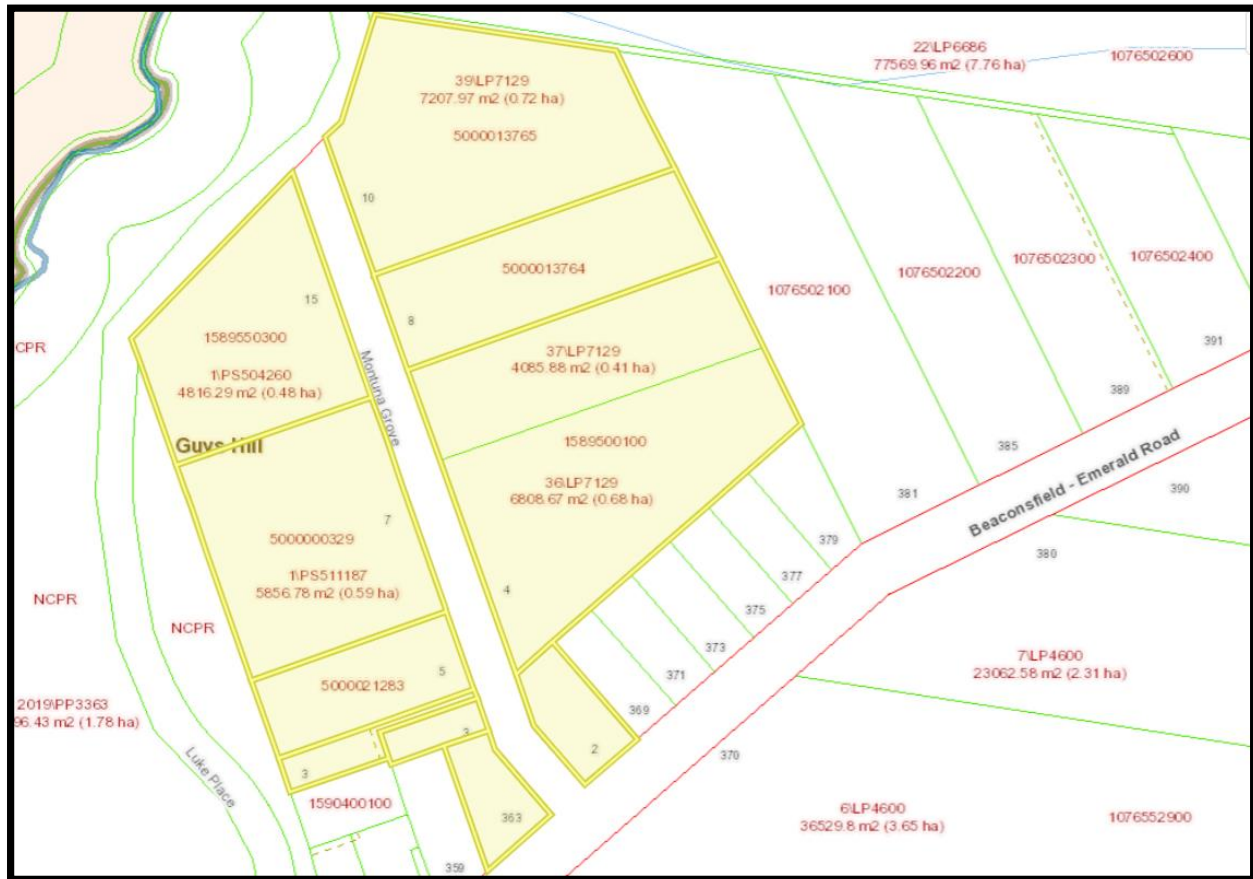 22\LP6686
77569.96 m2 (7.76 ha)
1076502600
39\LP7129
7207.97 m2 (0.72 ha)
5000013765
10
5000013764
8
1076502100
1076502200
1076502300
1076502400
391
389
385
381
Beaconsfield - Emerald Road
390
380
15
1589550300
1\PS504260
4816.29 m2 (0.48 ha)
CPR
Montuna Grove
37\LP7129
4085.88 m2 (0.41 ha)
1589500100
36\LP7129
6808.67 m2 (0.68 ha)
4
Guys Hill
7
5000000329
1\PS511187
5856.78 m2 (0.59 ha)
379
377
375
373
371
369
2
NCPR
NCPR
5
5000021283
2019\PP3363
96.43 m2 (1.78 ha)
Luke Place
3
3
1590400100
363
359
370
7\LP4600
23062.58 m2 (2.31 ha)
6\LP4600
36529.8 m2 (3.65 ha)
1076552900